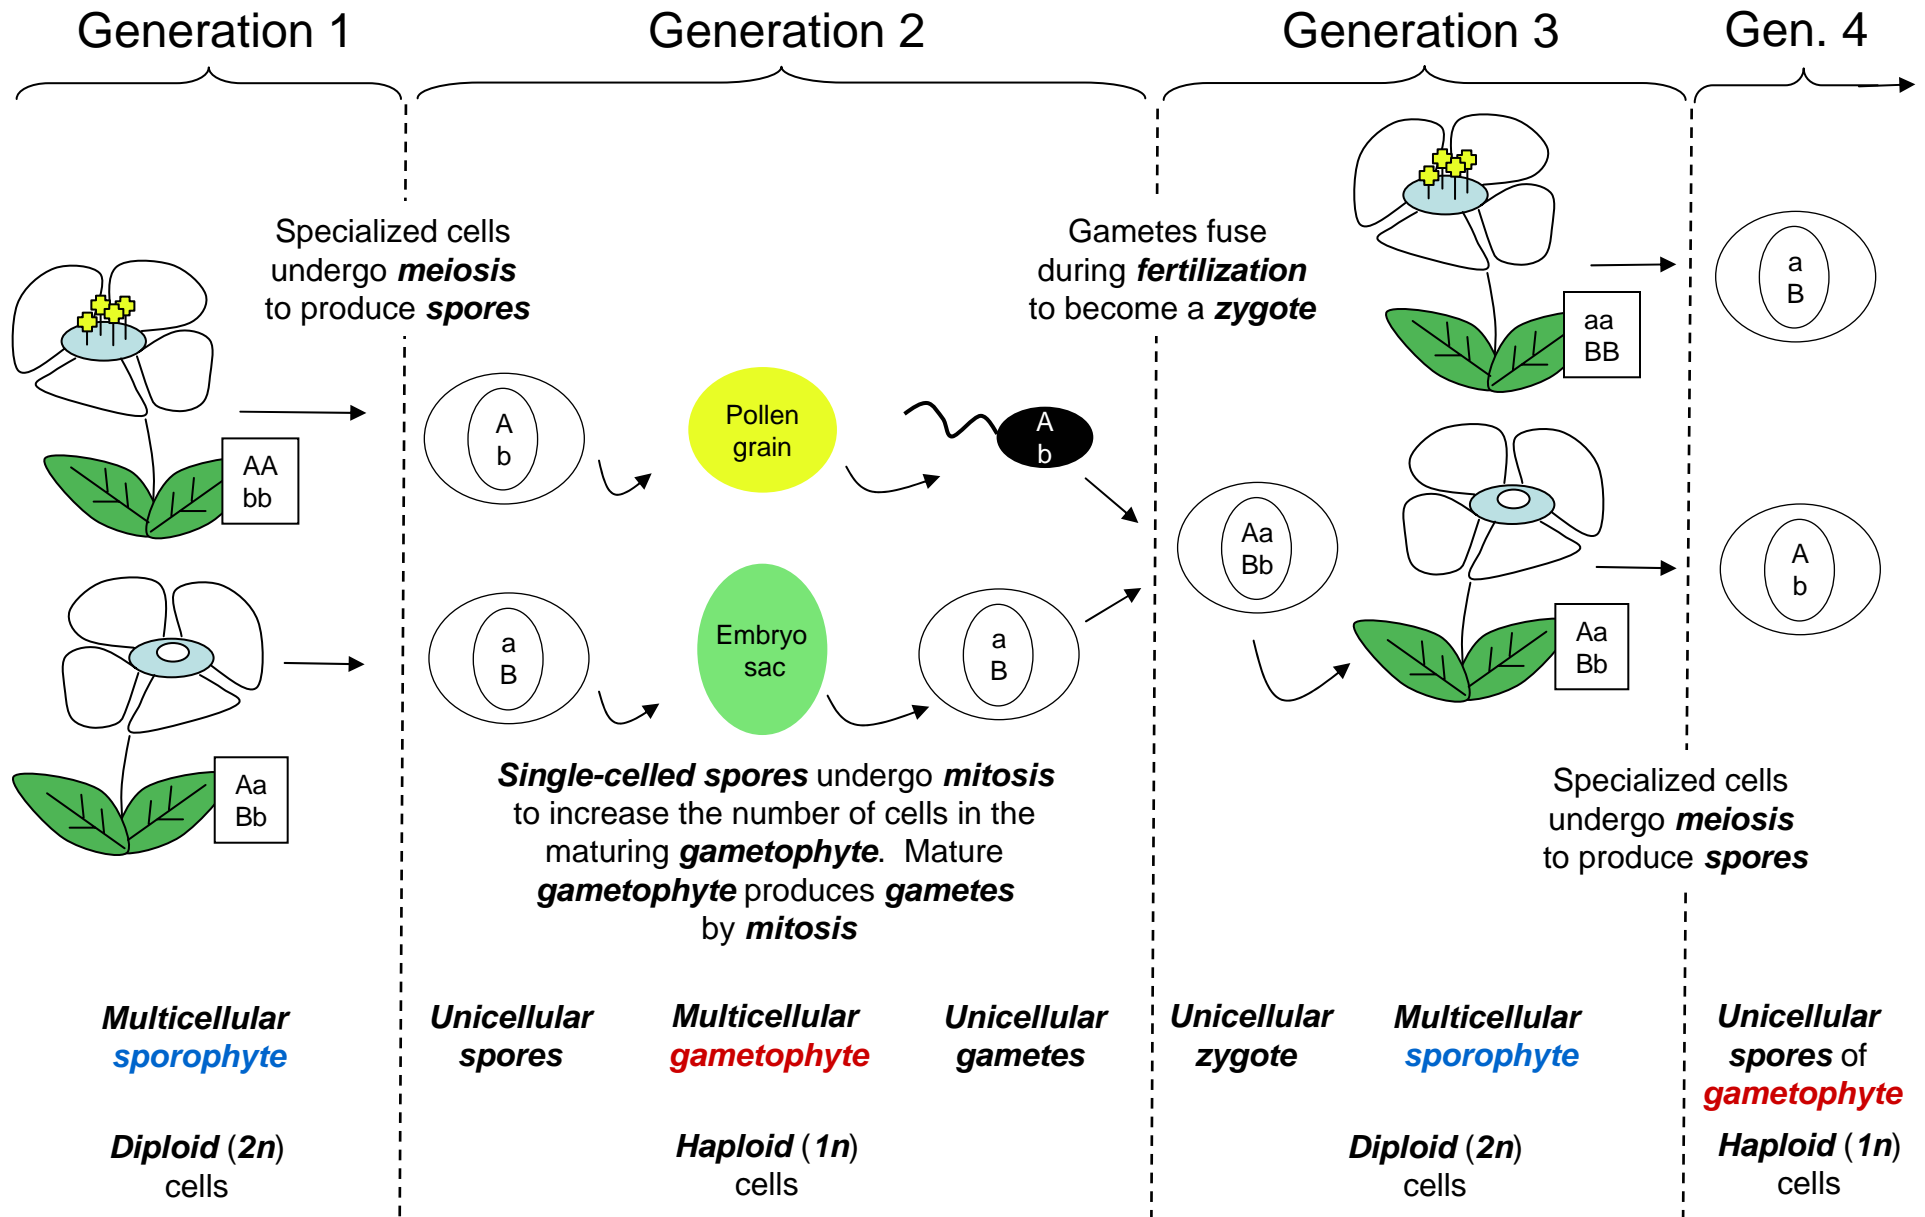 Generation 1
Generation 2
Generation 3
Gen. 4
Specialized cells
undergo meiosis
to produce spores
Gametes fuse
during fertilization
to become a zygote
AA
bb
Aa
Bb
A
b
Pollen
grain
A
b
a
B
Embryo
sac
a
B
Aa
Bb
aa
BB
Aa
Bb
a
B
A
b
Single-celled spores undergo mitosis
to increase the number of cells in the
maturing gametophyte. Mature
gametophyte produces gametes
by mitosis
Specialized cells
undergo meiosis
to produce spores
Multicellular
sporophyte
Unicellular
spores
Multicellular
gametophyte
Unicellular
gametes
Unicellular
zygote
Multicellular
sporophyte
Unicellular
spores of
gametophyte
Diploid (2n)
cells
Haploid (1n)
cells
Diploid (2n)
cells
Haploid (1n)
cells